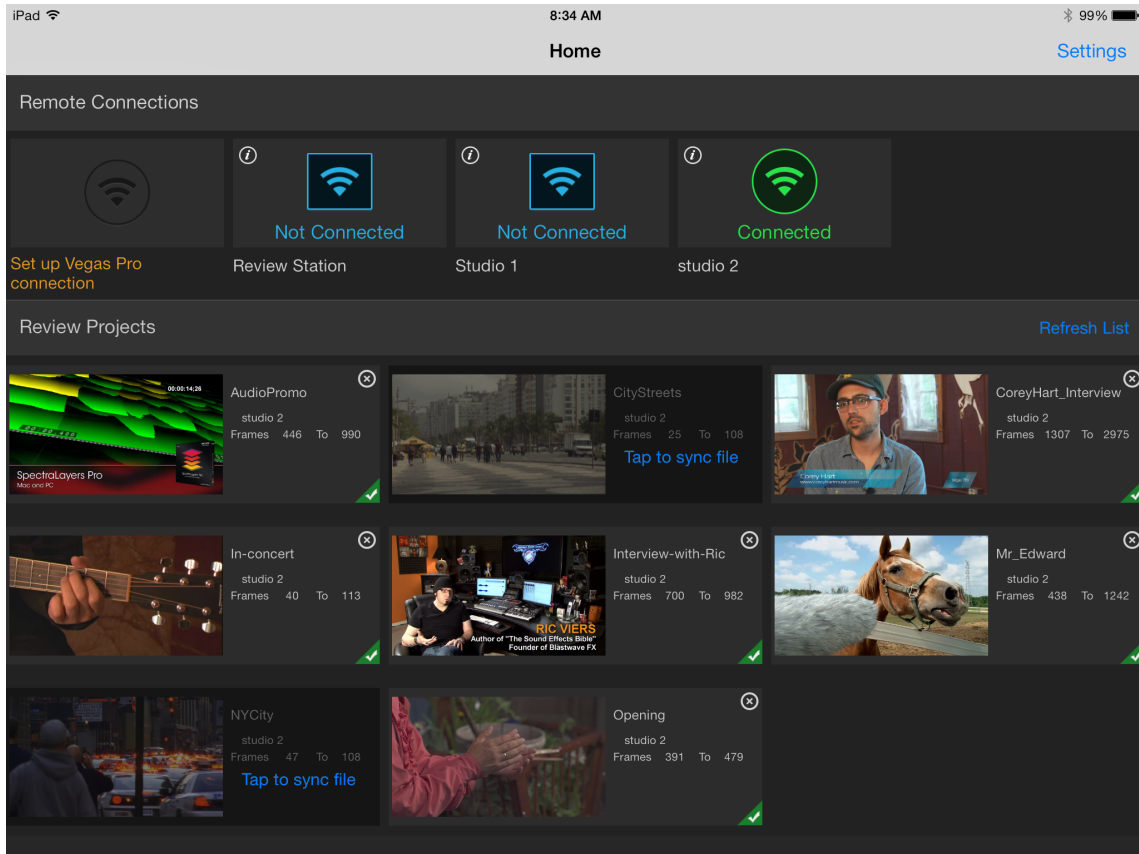 iPad 8:34 AM 99%
Home Settings
Remote Connections
Not Connected Not Connected Connected
Set up Vegas Pro
connection
Review Station Studio 1 studio 2
Review Projects Refresh List
00:00:14;26
SpectraLayers Pro
Mac and PC
AudioPromo
studio 2
Frames 446 To 990
CityStreets
studio 2
Frames 25 To 108
Tap to sync file
Corey Hart
CoreyHart_Interview
studio 2
Frames 1307 To 2975
In-concert
studio 2
Frames 40 To 113
RIC VIERS
Author of "The Sound Effects Bible"
Founder of Blastwave FX
Interview-with-Ric
studio 2
Frames 700 To 982
Mr_Edward
studio 2
Frames 438 To 1242
NYCity
studio 2
Frames 47 To 108
Tap to sync file
Opening
studio 2
Frames 391 To 479